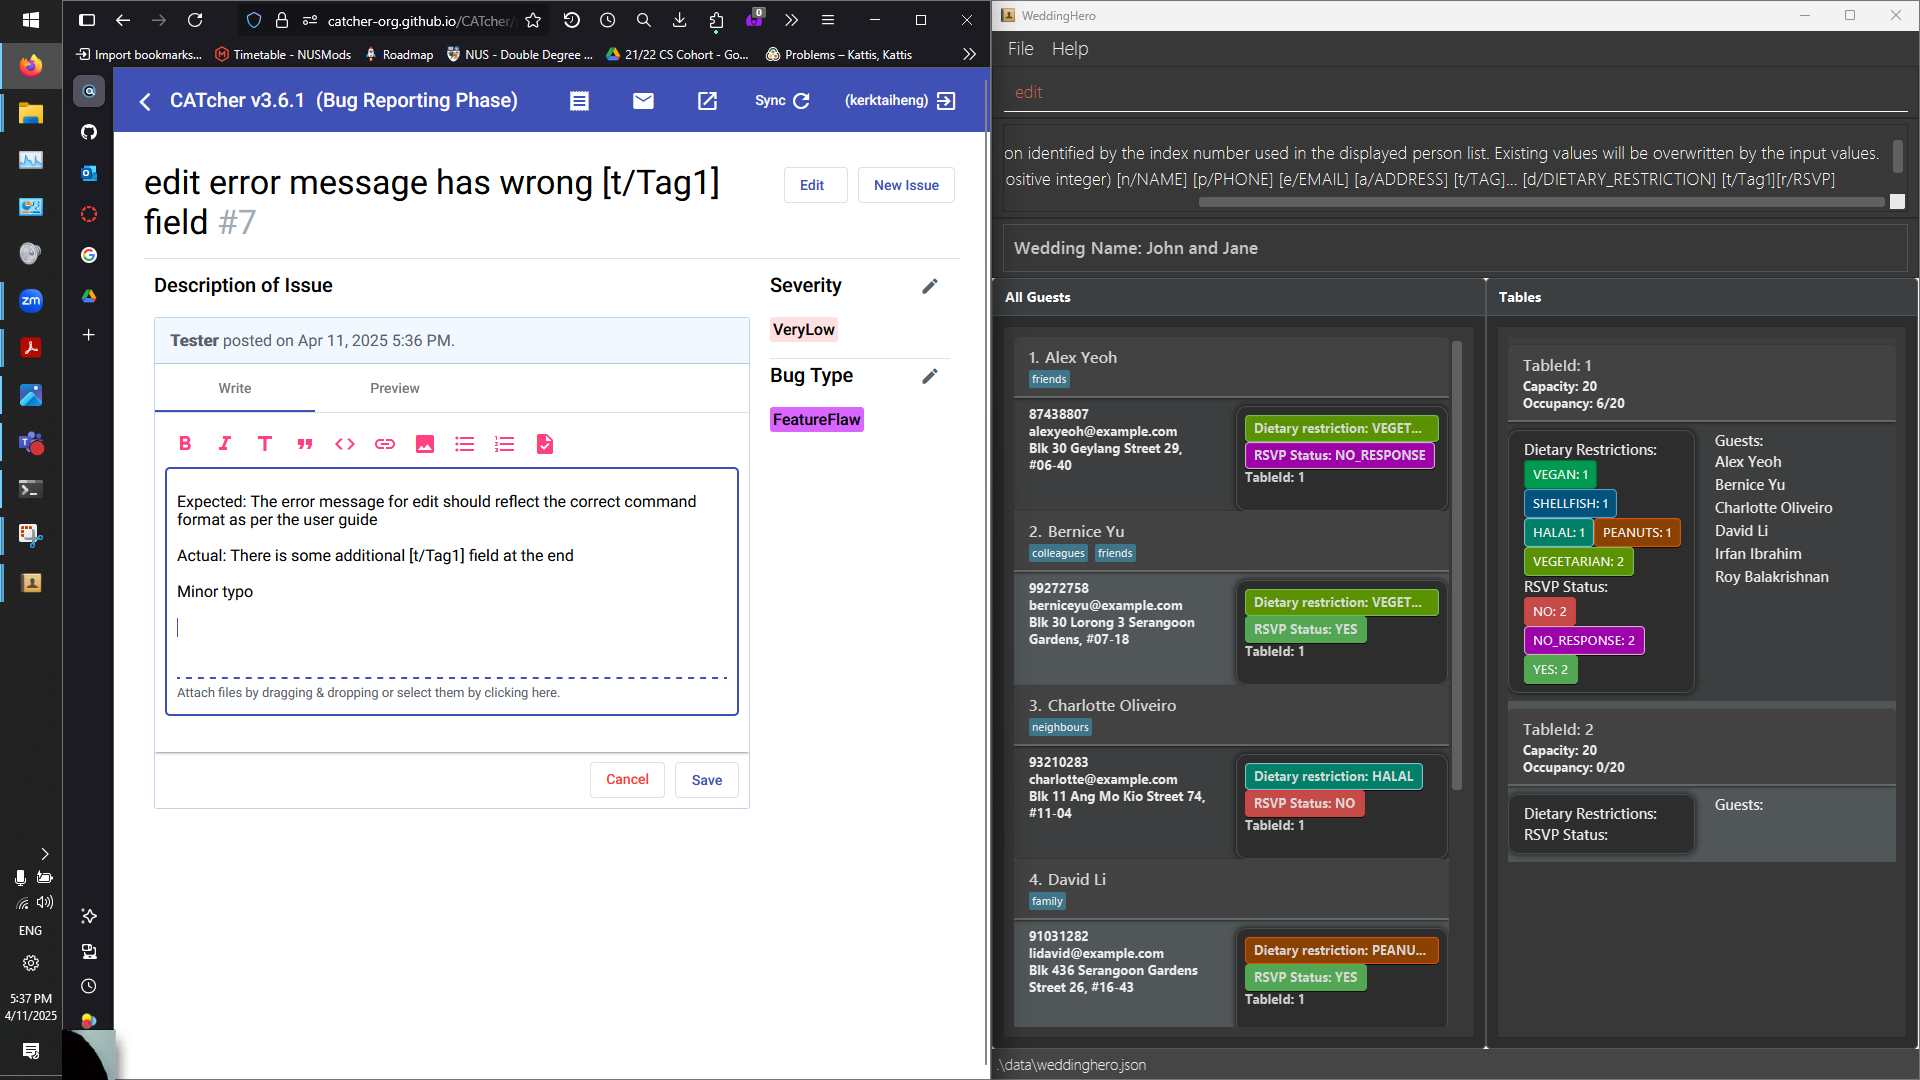 catcher-org.github.io/CATcher/
0
Import bookmarks...
Timetable - NUSMods
Roadmap
NUS - Double Degree ...
21/22 CS Cohort - Go...
Problems – Kattis, Kattis
CATcher v3.6.1 (Bug Reporting Phase)
Sync
(kerktaiheng)
edit error message has wrong [t/Tag1]
field #7
Edit
New Issue
Description of Issue
Tester posted on Apr 11, 2025 5:36 PM.
Write
Preview
Expected: The error message for edit should reflect the correct command
format as per the user guide
Actual: There is some additional [t/Tag1] field at the end
Minor typo
Attach files by dragging & dropping or select them by clicking here.
Cancel
Save
Severity
VeryLow
Bug Type
FeatureFlaw
zm
ENG
5:37 PM
4/11/2025
WeddingHero
File
Help
edit
on identified by the index number used in the displayed person list. Existing values will be overwritten by the input values.
ositive integer) [n/NAME] [p/PHONE] [e/EMAIL] [a/ADDRESS] [t/TAG]... [d/DIETARY_RESTRICTION] [t/Tag1][r/RSVP]
Wedding Name: John and Jane
All Guests
1. Alex Yeoh
friends
87438807
alexyeoh@example.com
Blk 30 Geylang Street 29,
#06-40
Dietary restriction: VEGET...
RSVP Status: NO_RESPONSE
TableId: 1
2. Bernice Yu
colleagues
friends
99272758
berniceyu@example.com
Blk 30 Lorong 3 Serangoon
Gardens, #07-18
Dietary restriction: VEGET...
RSVP Status: YES
TableId: 1
3. Charlotte Oliveiro
neighbours
93210283
charlotte@example.com
Blk 11 Ang Mo Kio Street 74,
#11-04
Dietary restriction: HALAL
RSVP Status: NO
TableId: 1
4. David Li
family
91031282
lidavid@example.com
Blk 436 Serangoon Gardens
Street 26, #16-43
Dietary restriction: PEANU...
RSVP Status: YES
TableId: 1
Tables
TableId: 1
Capacity: 20
Occupancy: 6/20
Dietary Restrictions:
VEGAN: 1
SHELLFISH: 1
HALAL: 1
PEANUTS: 1
VEGETARIAN: 2
RSVP Status:
NO: 2
NO_RESPONSE: 2
YES: 2
Guests:
Alex Yeoh
Bernice Yu
Charlotte Oliveiro
David Li
Irfan Ibrahim
Roy Balakrishnan
TableId: 2
Capacity: 20
Occupancy: 0/20
Dietary Restrictions:
RSVP Status:
Guests:
.\data\weddinghero.json